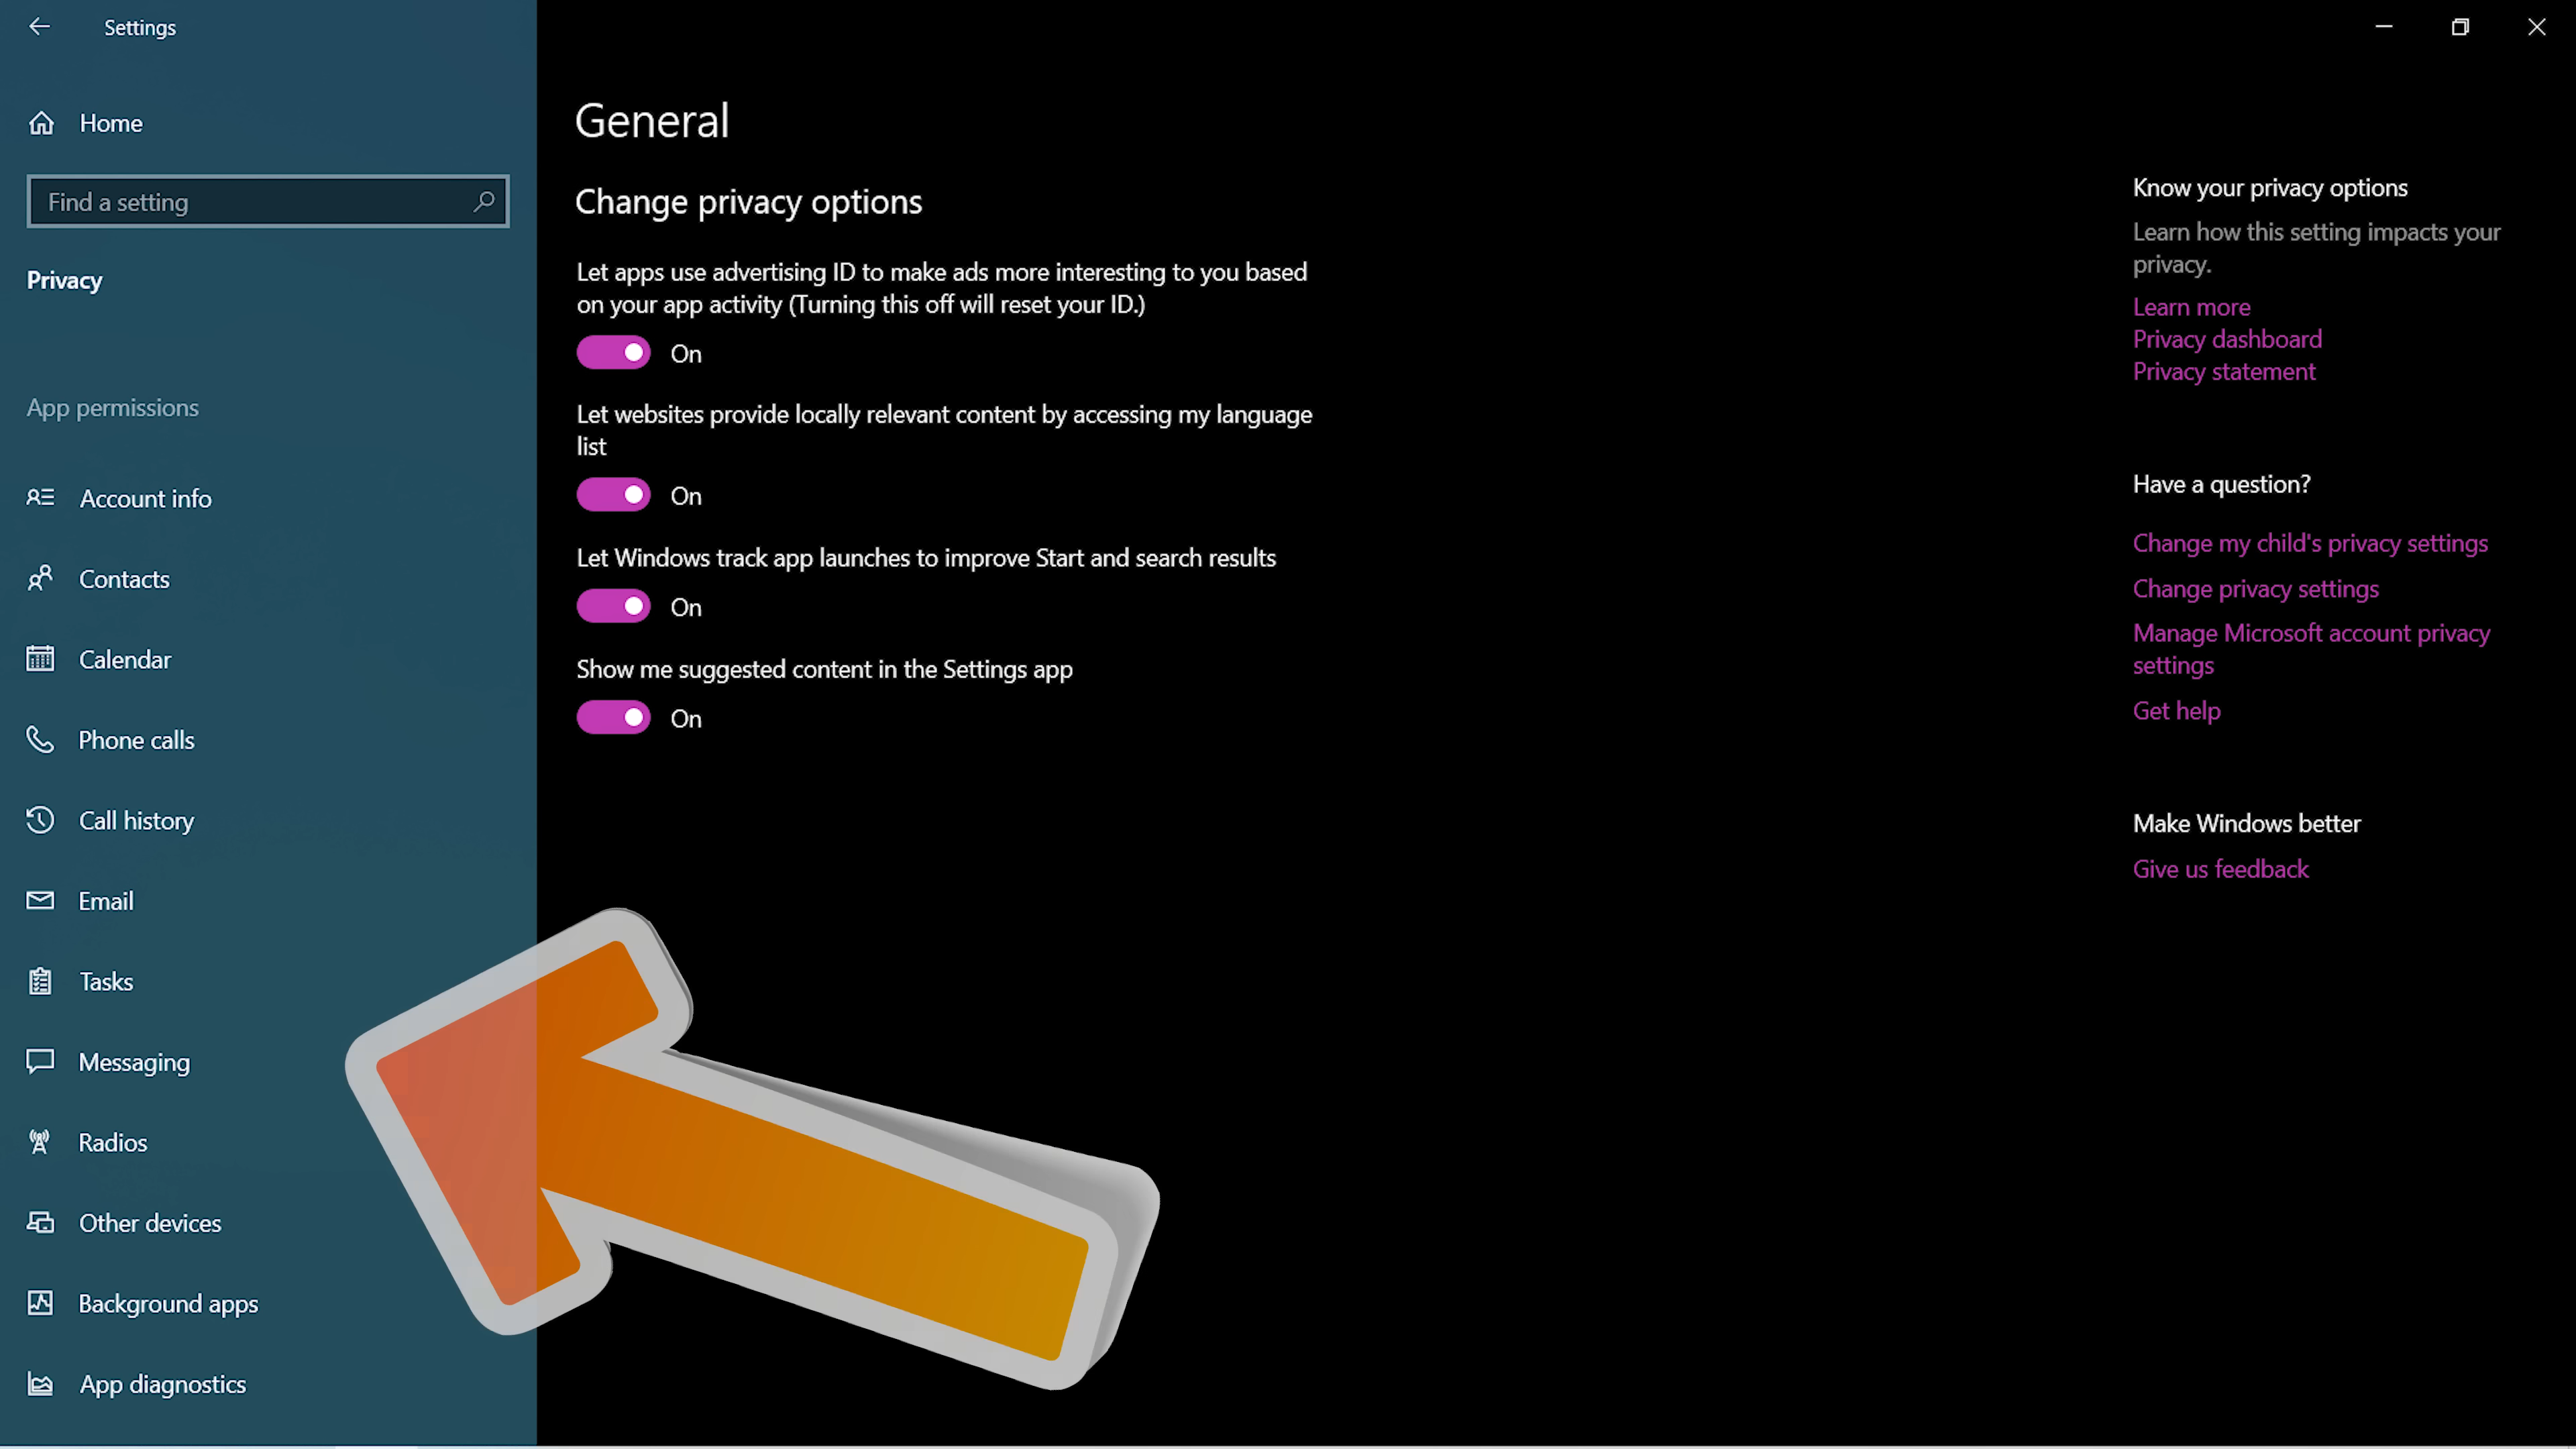 Settings
Home
Find a setting
Privacy
App permissions
Account info
Contacts
Calendar
Phone calls
Call history
Email
Tasks
Messaging
Radios
Other devices
Background apps
App diagnostics
General
Change privacy options
Let apps use advertising ID to make ads more interesting to you based
on your app activity (Turning this off will reset your ID.)
On
Let websites provide locally relevant content by accessing my language
list
On
Let Windows track app launches to improve Start and search results
On
Show me suggested content in the Settings app
On
Know your privacy options
Learn how this setting impacts your
privacy.
Learn more
Privacy dashboard
Privacy statement
Have a question?
Change my child's privacy settings
Change privacy settings
Manage Microsoft account privacy
settings
Get help
Make Windows better
Give us feedback